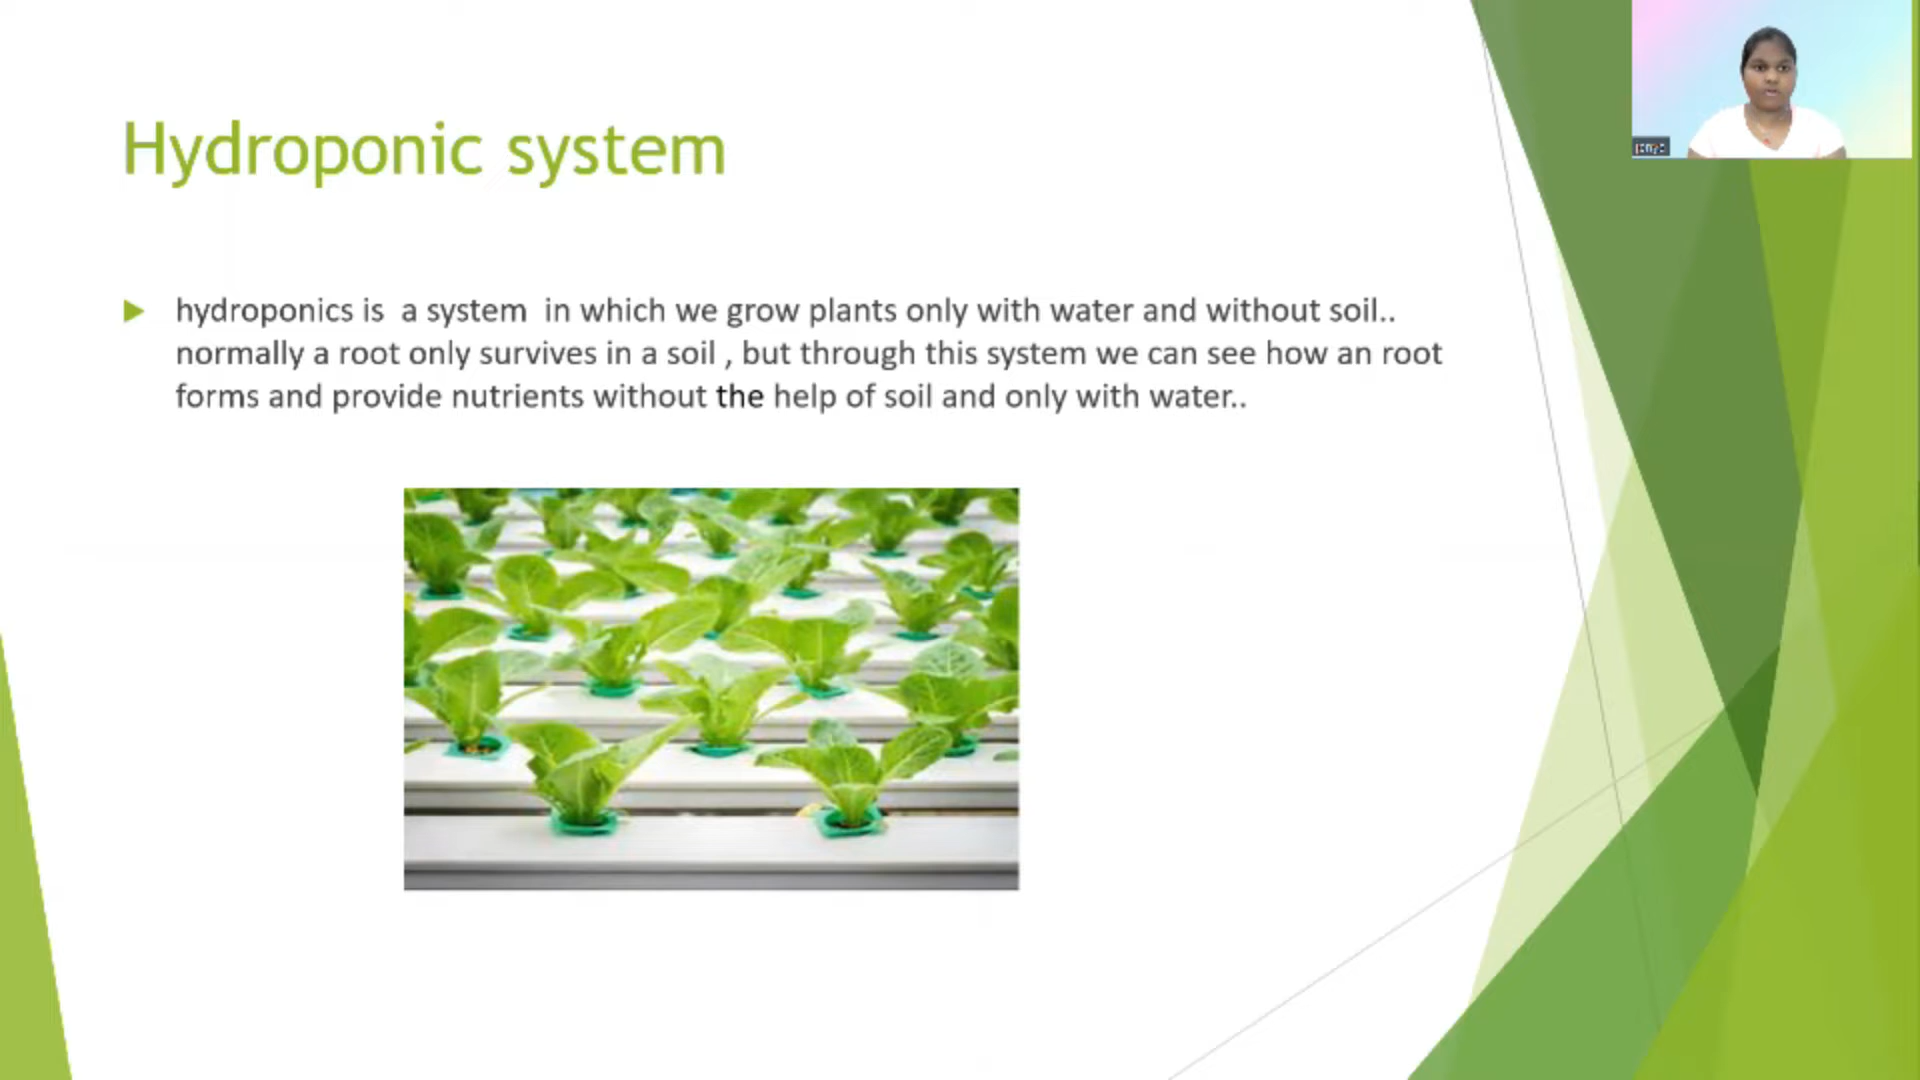 Hydroponic system
hydroponics is a system in which we grow plants only with water and without soil..
normally a root only survives in a soil , but through this system we can see how an root
forms and provide nutrients without the help of soil and only with water..